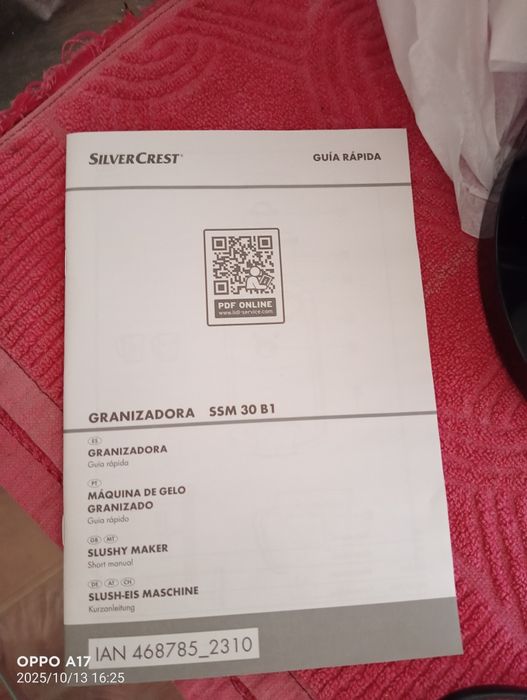 SILVERCREST®
GUÍA RÁPIDA
PDF ONLINE
www.lidl-service.com
GRANIZADORA SSM 30 B1
ES
GRANIZADORA
Guía rápida
PT
MÁQUINA DE GELO
GRANIZADO
Guia rápido
GB MT
SLUSHY MAKER
Short manual
DE AT CH
SLUSH-EIS MASCHINE
Kurzanleitung
IAN 468785_2310
OPPO A17
2025/10/13 16:25